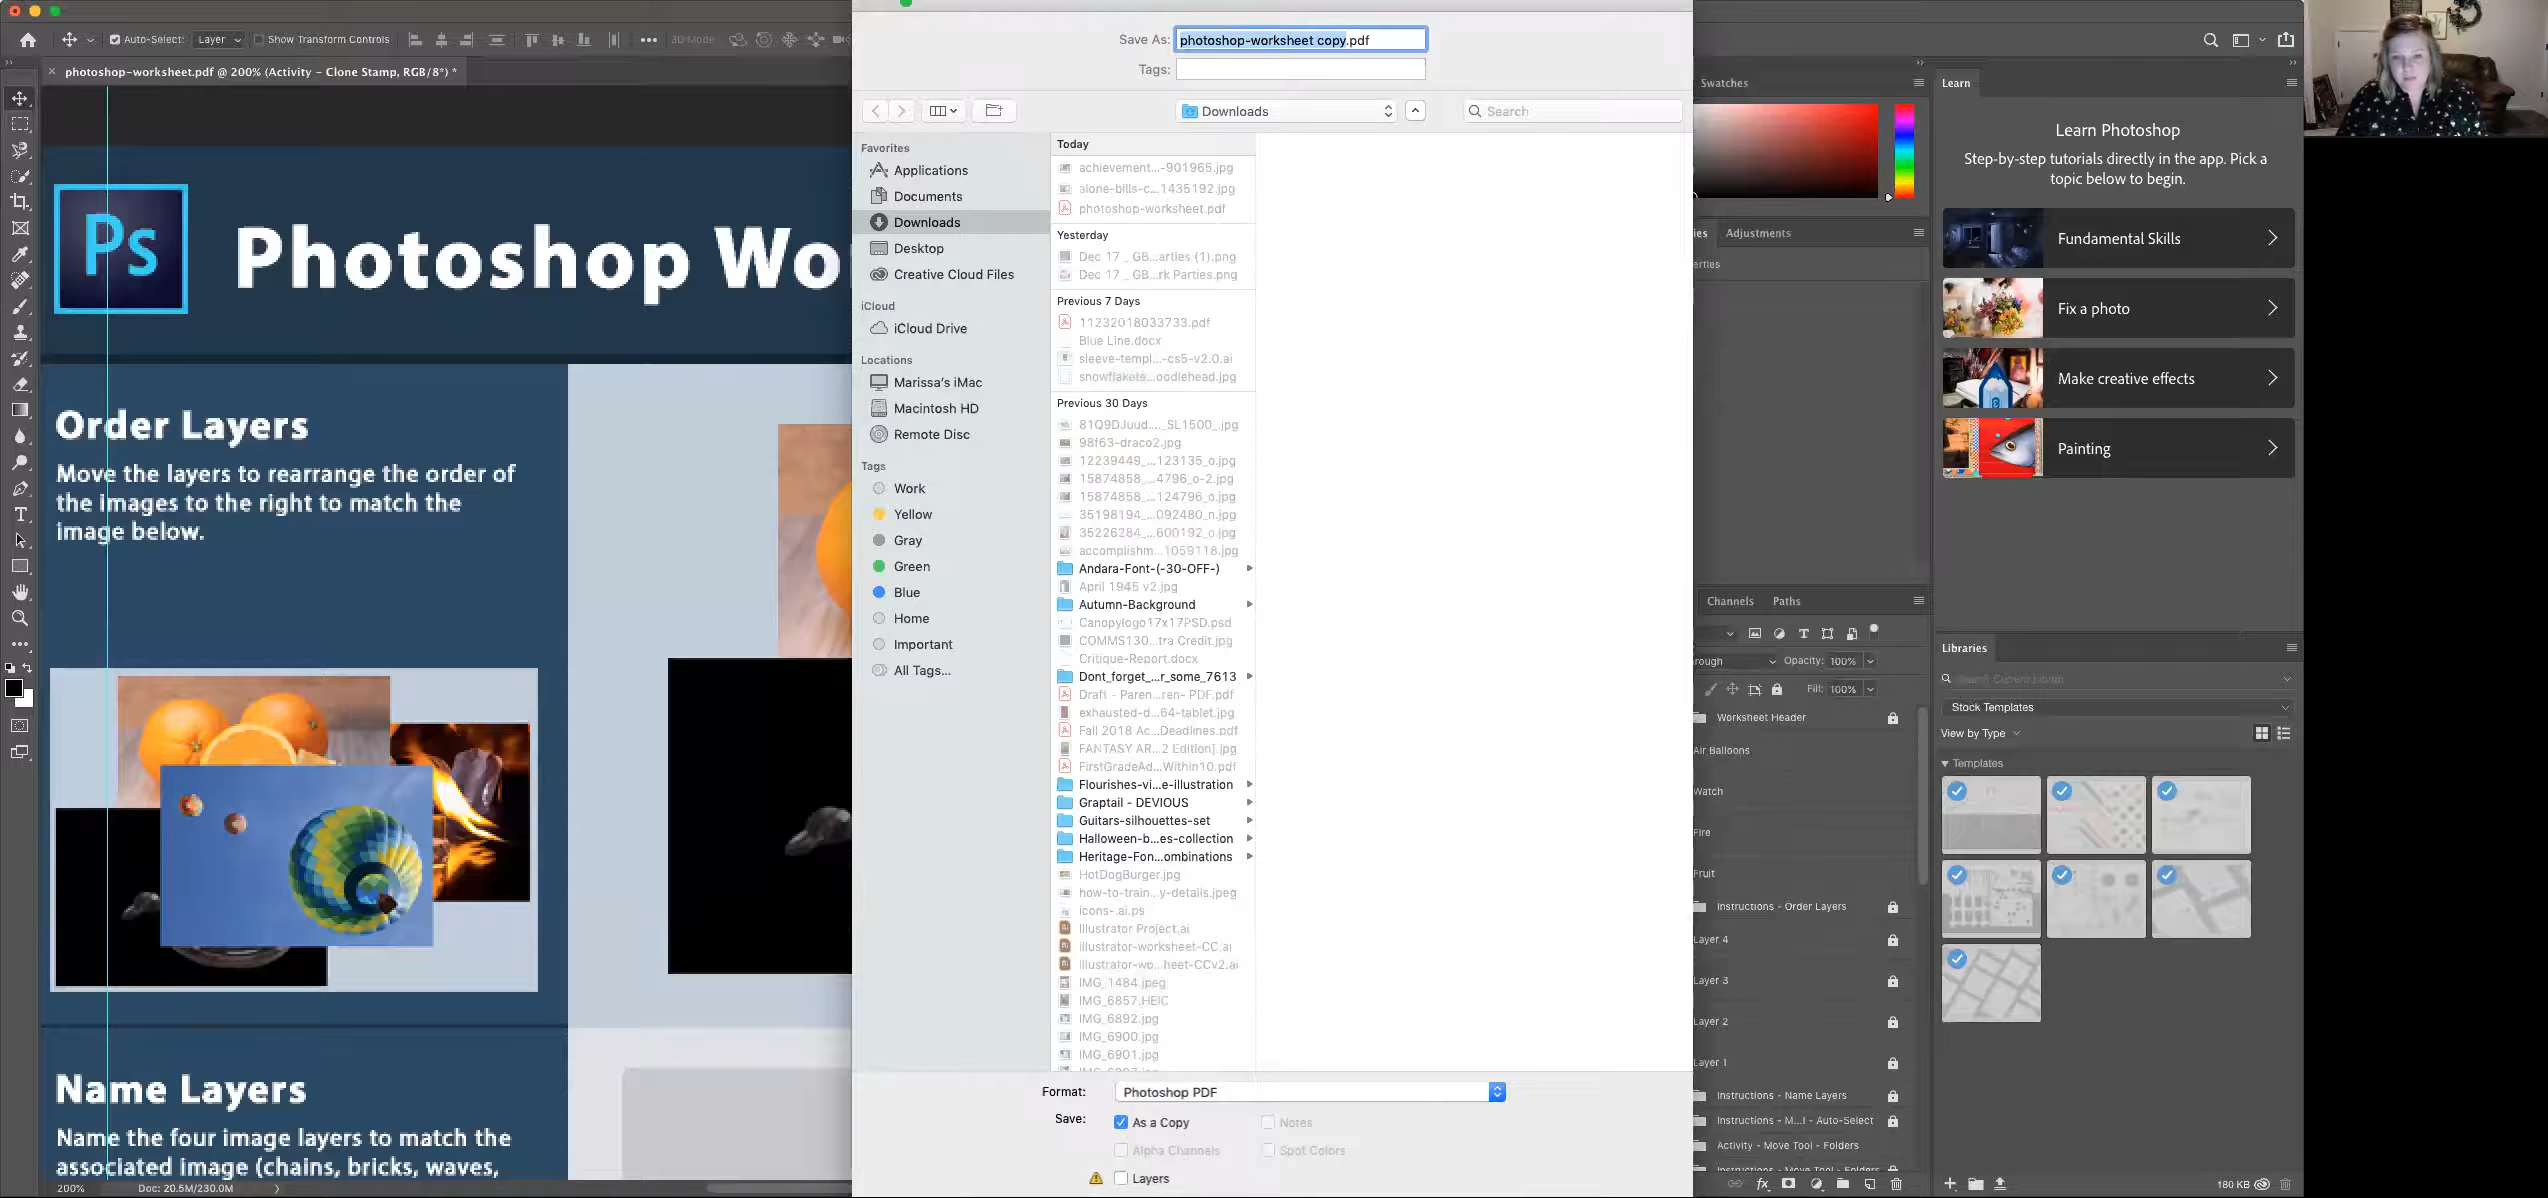 Auto-Select:
Layer
Show Transform Controls
3D Mode
photoshop-worksheet.pdf @ 200% (Activity - Clone Stamp, RGB/8*) *
Ps
Photoshop Wo
Order Layers
Move the layers to rearrange the order of
the images to the right to match the
image below.
Name Layers
Name the four image layers to match the
associated image (chains, bricks, waves,
200%
Doc: 20.5M/230.0M
Save As:
photoshop-worksheet copy.pdf
Tags:
Downloads
Search
Favorites
Applications
Documents
Downloads
Desktop
Creative Cloud Files
iCloud
iCloud Drive
Locations
Marissa's iMac
Macintosh HD
Remote Disc
Tags
Work
Yellow
Gray
Green
Blue
Home
Important
All Tags...
Today
achievement...-901965.jpg
alone-bills-c...1435192.jpg
photoshop-worksheet.pdf
Yesterday
Dec 17 _ GB...arties (1).png
Dec 17 _ GB...rk Parties.png
Previous 7 Days
11232018033733.pdf
Blue Line.docx
sleeve-templ...-cs5-v2.0.ai
snowflakete...oodlehead.jpg
Previous 30 Days
81Q9DJuud..._SL1500_.jpg
98f63-draco2.jpg
12239449_...123135_o.jpg
15874858_...4796_o-2.jpg
15874858_...124796_o.jpg
35198194_...092480_n.jpg
35226284_...600192_o.jpg
accomplishm...1059118.jpg
Andara-Font-(-30-OFF-)
April 1945 v2.jpg
Autumn-Background
Canopylogo17x17PSD.psd
COMMS130...tra Credit.jpg
Critique-Report.docx
Dont_forget_...r_some_7613
Draft - Paren...ren- PDF.pdf
exhausted-d...64-tablet.jpg
Fall 2018 Ac...Deadlines.pdf
FANTASY AR...2 Edition].jpg
FirstGradeAd...Within10.pdf
Flourishes-vi...e-illustration
Graptail - DEVIOUS
Guitars-silhouettes-set
Halloween-b...es-collection
Heritage-Fon...ombinations
HotDogBurger.jpg
how-to-train...y-details.jpeg
icons-.ai.ps
Illustrator Project.ai
Illustrator-worksheet-CC.ai
Illustrator-wo...heet-CCv2.ai
IMG_1484.jpeg
IMG_6857.HEIC
IMG_6892.jpg
IMG_6900.jpg
IMG_6901.jpg
Format:
Photoshop PDF
Save:
As a Copy
Notes
Alpha Channels
Spot Colors
Layers
Swatches
ies
Adjustments
erties
Channels
Paths
rough
Opacity: 100%
Fill: 100%
Worksheet Header
Air Balloons
Watch
Fire
Fruit
Instructions - Order Layers
Layer 4
Layer 3
Layer 2
Layer 1
Instructions - Name Layers
Instructions - M...l - Auto-Select
Activity - Move Tool - Folders
Instructions - Move Tool - Folders
fx
Learn
Learn Photoshop
Step-by-step tutorials directly in the app. Pick a
topic below to begin.
Fundamental Skills
Fix a photo
Make creative effects
Painting
Libraries
Search Current Library
Stock Templates
View by Type
Templates
180 KB